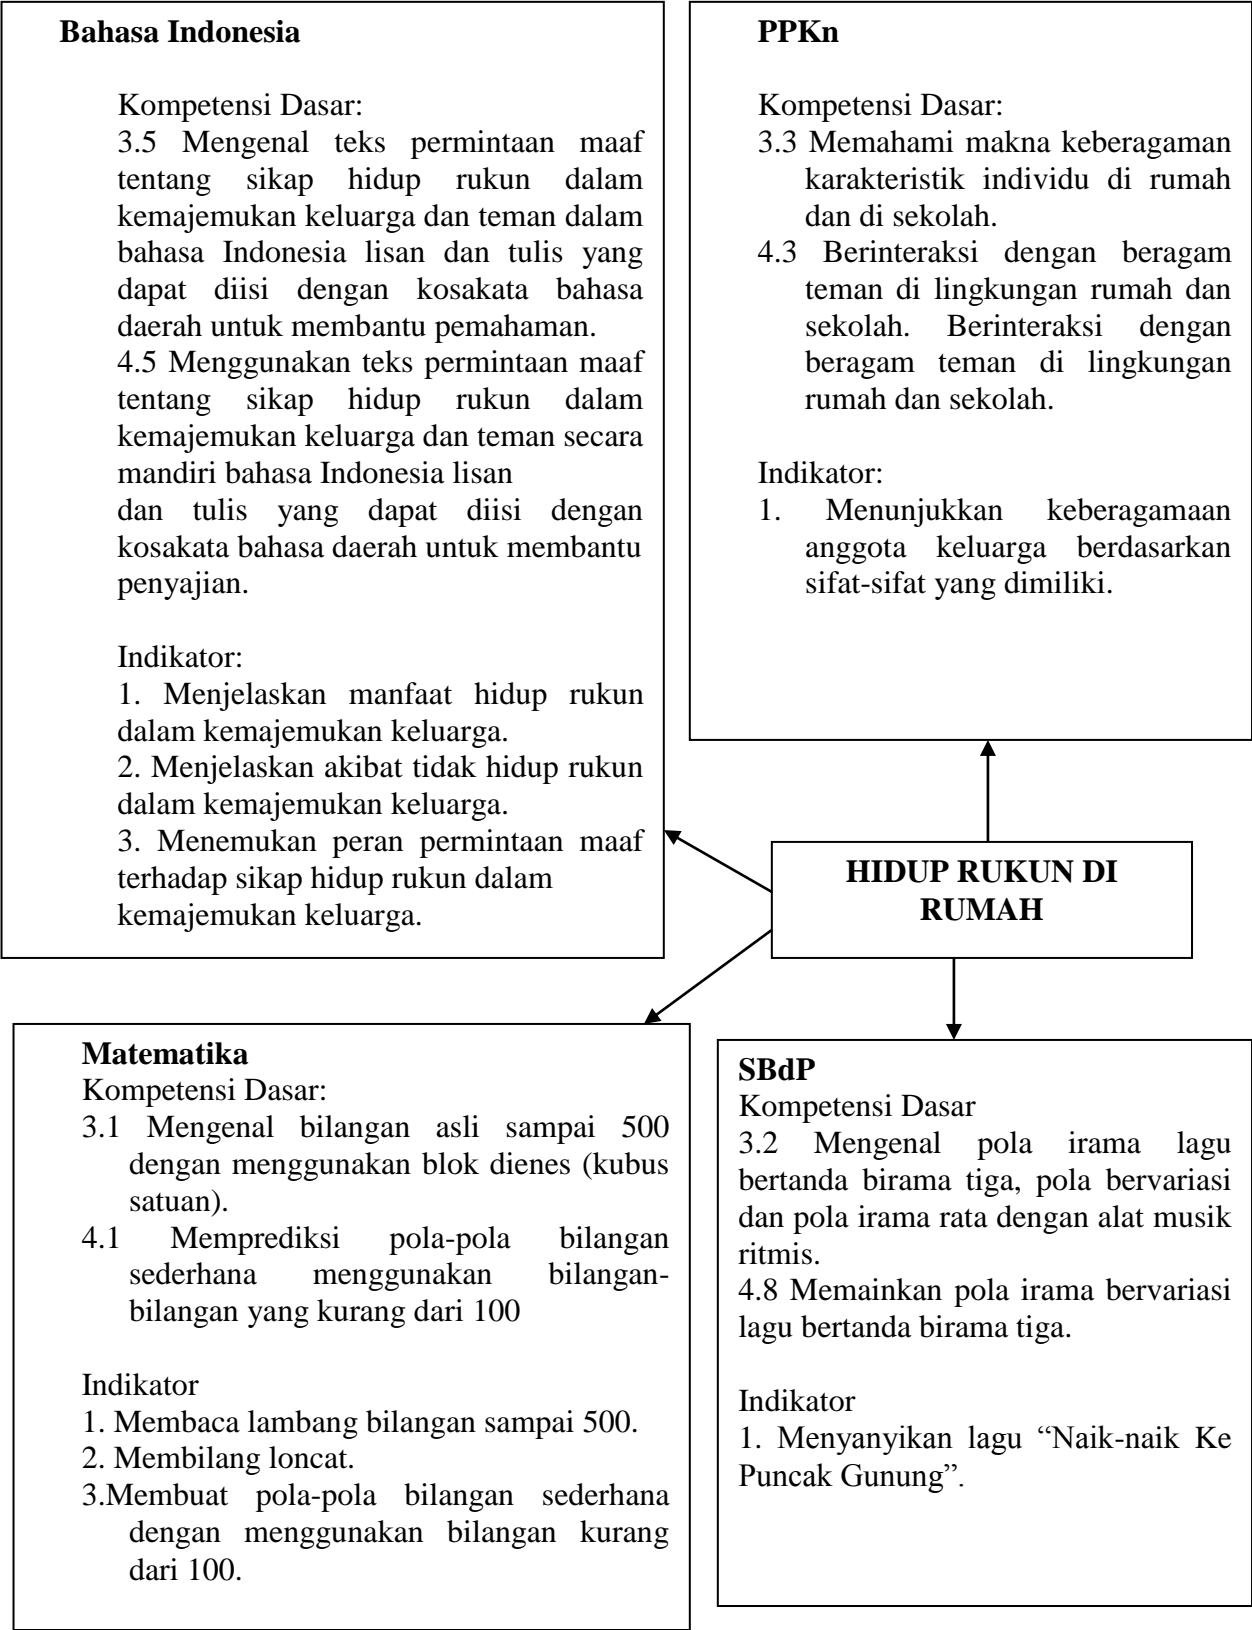 Bahasa Indonesia
Kompetensi Dasar:
3.5 Mengenal teks permintaan maaf
tentang sikap hidup rukun dalam
kemajemukan keluarga dan teman dalam
bahasa Indonesia lisan dan tulis yang
dapat diisi dengan kosakata bahasa
daerah untuk membantu pemahaman.
4.5 Menggunakan teks permintaan maaf
tentang sikap hidup rukun dalam
kemajemukan keluarga dan teman secara
mandiri bahasa Indonesia lisan
dan tulis yang dapat diisi dengan
kosakata bahasa daerah untuk membantu
penyajian.
Indikator:
1. Menjelaskan manfaat hidup rukun
dalam kemajemukan keluarga.
2. Menjelaskan akibat tidak hidup rukun
dalam kemajemukan keluarga.
3. Menemukan peran permintaan maaf
terhadap sikap hidup rukun dalam
kemajemukan keluarga.
PPKn
Kompetensi Dasar:
3.3 Memahami makna keberagaman
karakteristik individu di rumah
dan di sekolah.
4.3 Berinteraksi dengan beragam
teman di lingkungan rumah dan
sekolah. Berinteraksi dengan
beragam teman di lingkungan
rumah dan sekolah.
Indikator:
1. Menunjukkan keberagamaan
anggota keluarga berdasarkan
sifat-sifat yang dimiliki.
HIDUP RUKUN DI
RUMAH
Matematika
Kompetensi Dasar:
3.1 Mengenal bilangan asli sampai 500
dengan menggunakan blok dienes (kubus
satuan).
4.1 Memprediksi pola-pola bilangan
sederhana menggunakan bilangan-
bilangan yang kurang dari 100
Indikator
1. Membaca lambang bilangan sampai 500.
2. Membilang loncat.
3.Membuat pola-pola bilangan sederhana
dengan menggunakan bilangan kurang
dari 100.
SBdP
Kompetensi Dasar
3.2 Mengenal pola irama lagu
bertanda birama tiga, pola bervariasi
dan pola irama rata dengan alat musik
ritmis.
4.8 Memainkan pola irama bervariasi
lagu bertanda birama tiga.
Indikator
1. Menyanyikan lagu “Naik-naik Ke
Puncak Gunung”.